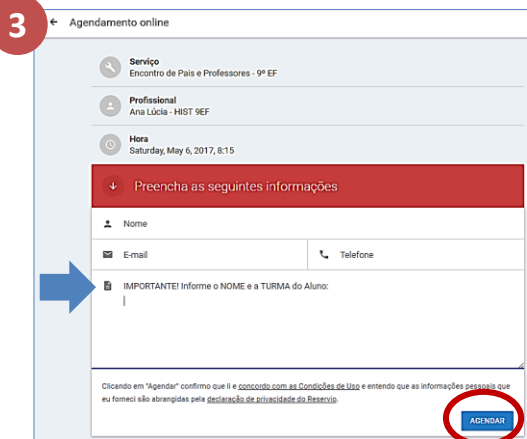 3
Agendamento online
Serviço
Encontro de Pais e Professores - 9º EF
Profissional
Ana Lúcia - HIST 9EF
Hora
Saturday, May 6, 2017, 8:15
Preencha as seguintes informações
Nome
E-mail
Telefone
IMPORTANTE! Informe o NOME e a TURMA do Aluno:
Clicando em "Agendar" confirmo que li e concordo com as Condições de Uso e entendo que as informações pessoais que
eu forneci são abrangidas pela declaração de privacidade do Reservio.
AGENDAR